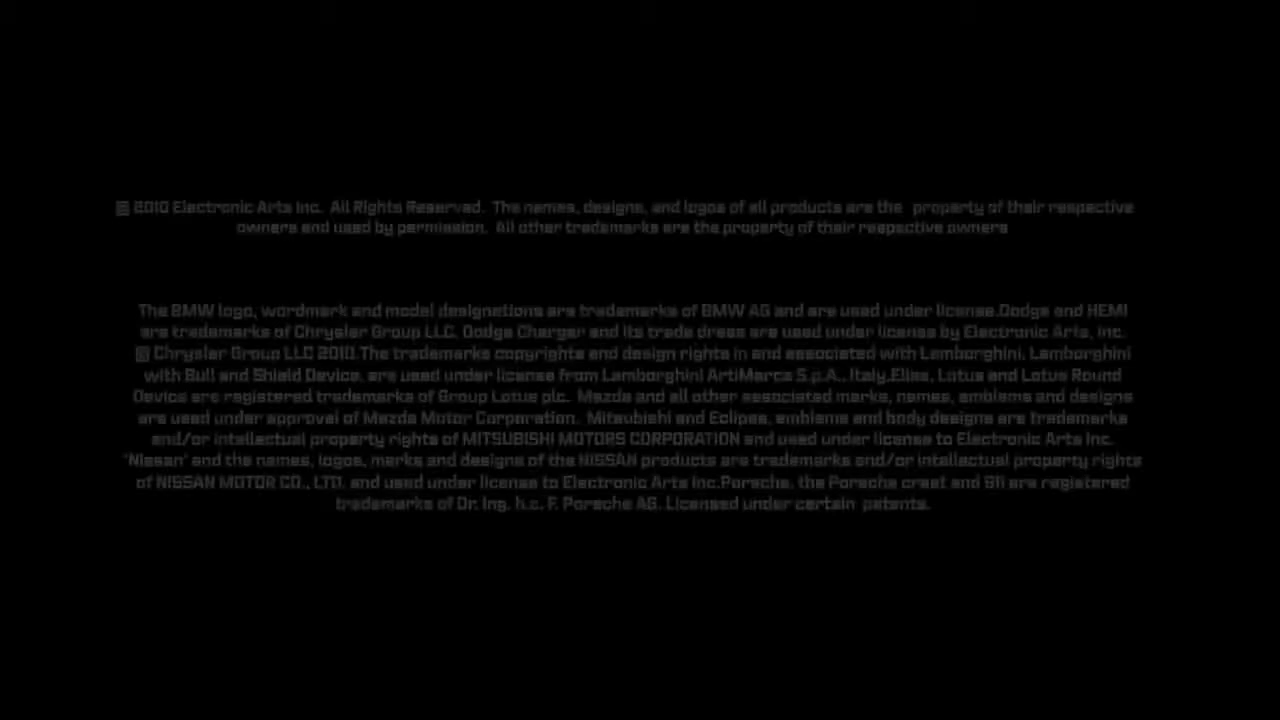 © 2010 Electronic Arts Inc. All Rights Reserved. The names, designs, and logos of all products are the property of their respective
owners and used by permission. All other trademarks are the property of their respective owners
The BMW logo, wordmark and model designations are trademarks of BMW AG and are used under license.Dodge and HEMI
are trademarks of Chrysler Group LLC. Dodge Charger and its trade dress are used under license by Electronic Arts, Inc.
© Chrysler Group LLC 2010.The trademarks copyrights and design rights in and associated with Lamborghini, Lamborghini
with Bull and Shield Device, are used under license from Lamborghini ArtiMarca S.p.A., Italy.Elise, Lotus and Lotus Round
Device are registered trademarks of Group Lotus plc. Mazda and all other associated marks, names, emblems and designs
are used under approval of Mazda Motor Corporation. Mitsubishi and Eclipse, emblems and body designs are trademarks
and/or intellectual property rights of MITSUBISHI MOTORS CORPORATION and used under license to Electronic Arts Inc.
'Nissan' and the names, logos, marks and designs of the NISSAN products are trademarks and/or intellectual property rights
of NISSAN MOTOR CO., LTD. and used under license to Electronic Arts Inc.Porsche, the Porsche crest and 911 are registered
trademarks of Dr. Ing. h.c. F. Porsche AG. Licensed under certain patents.